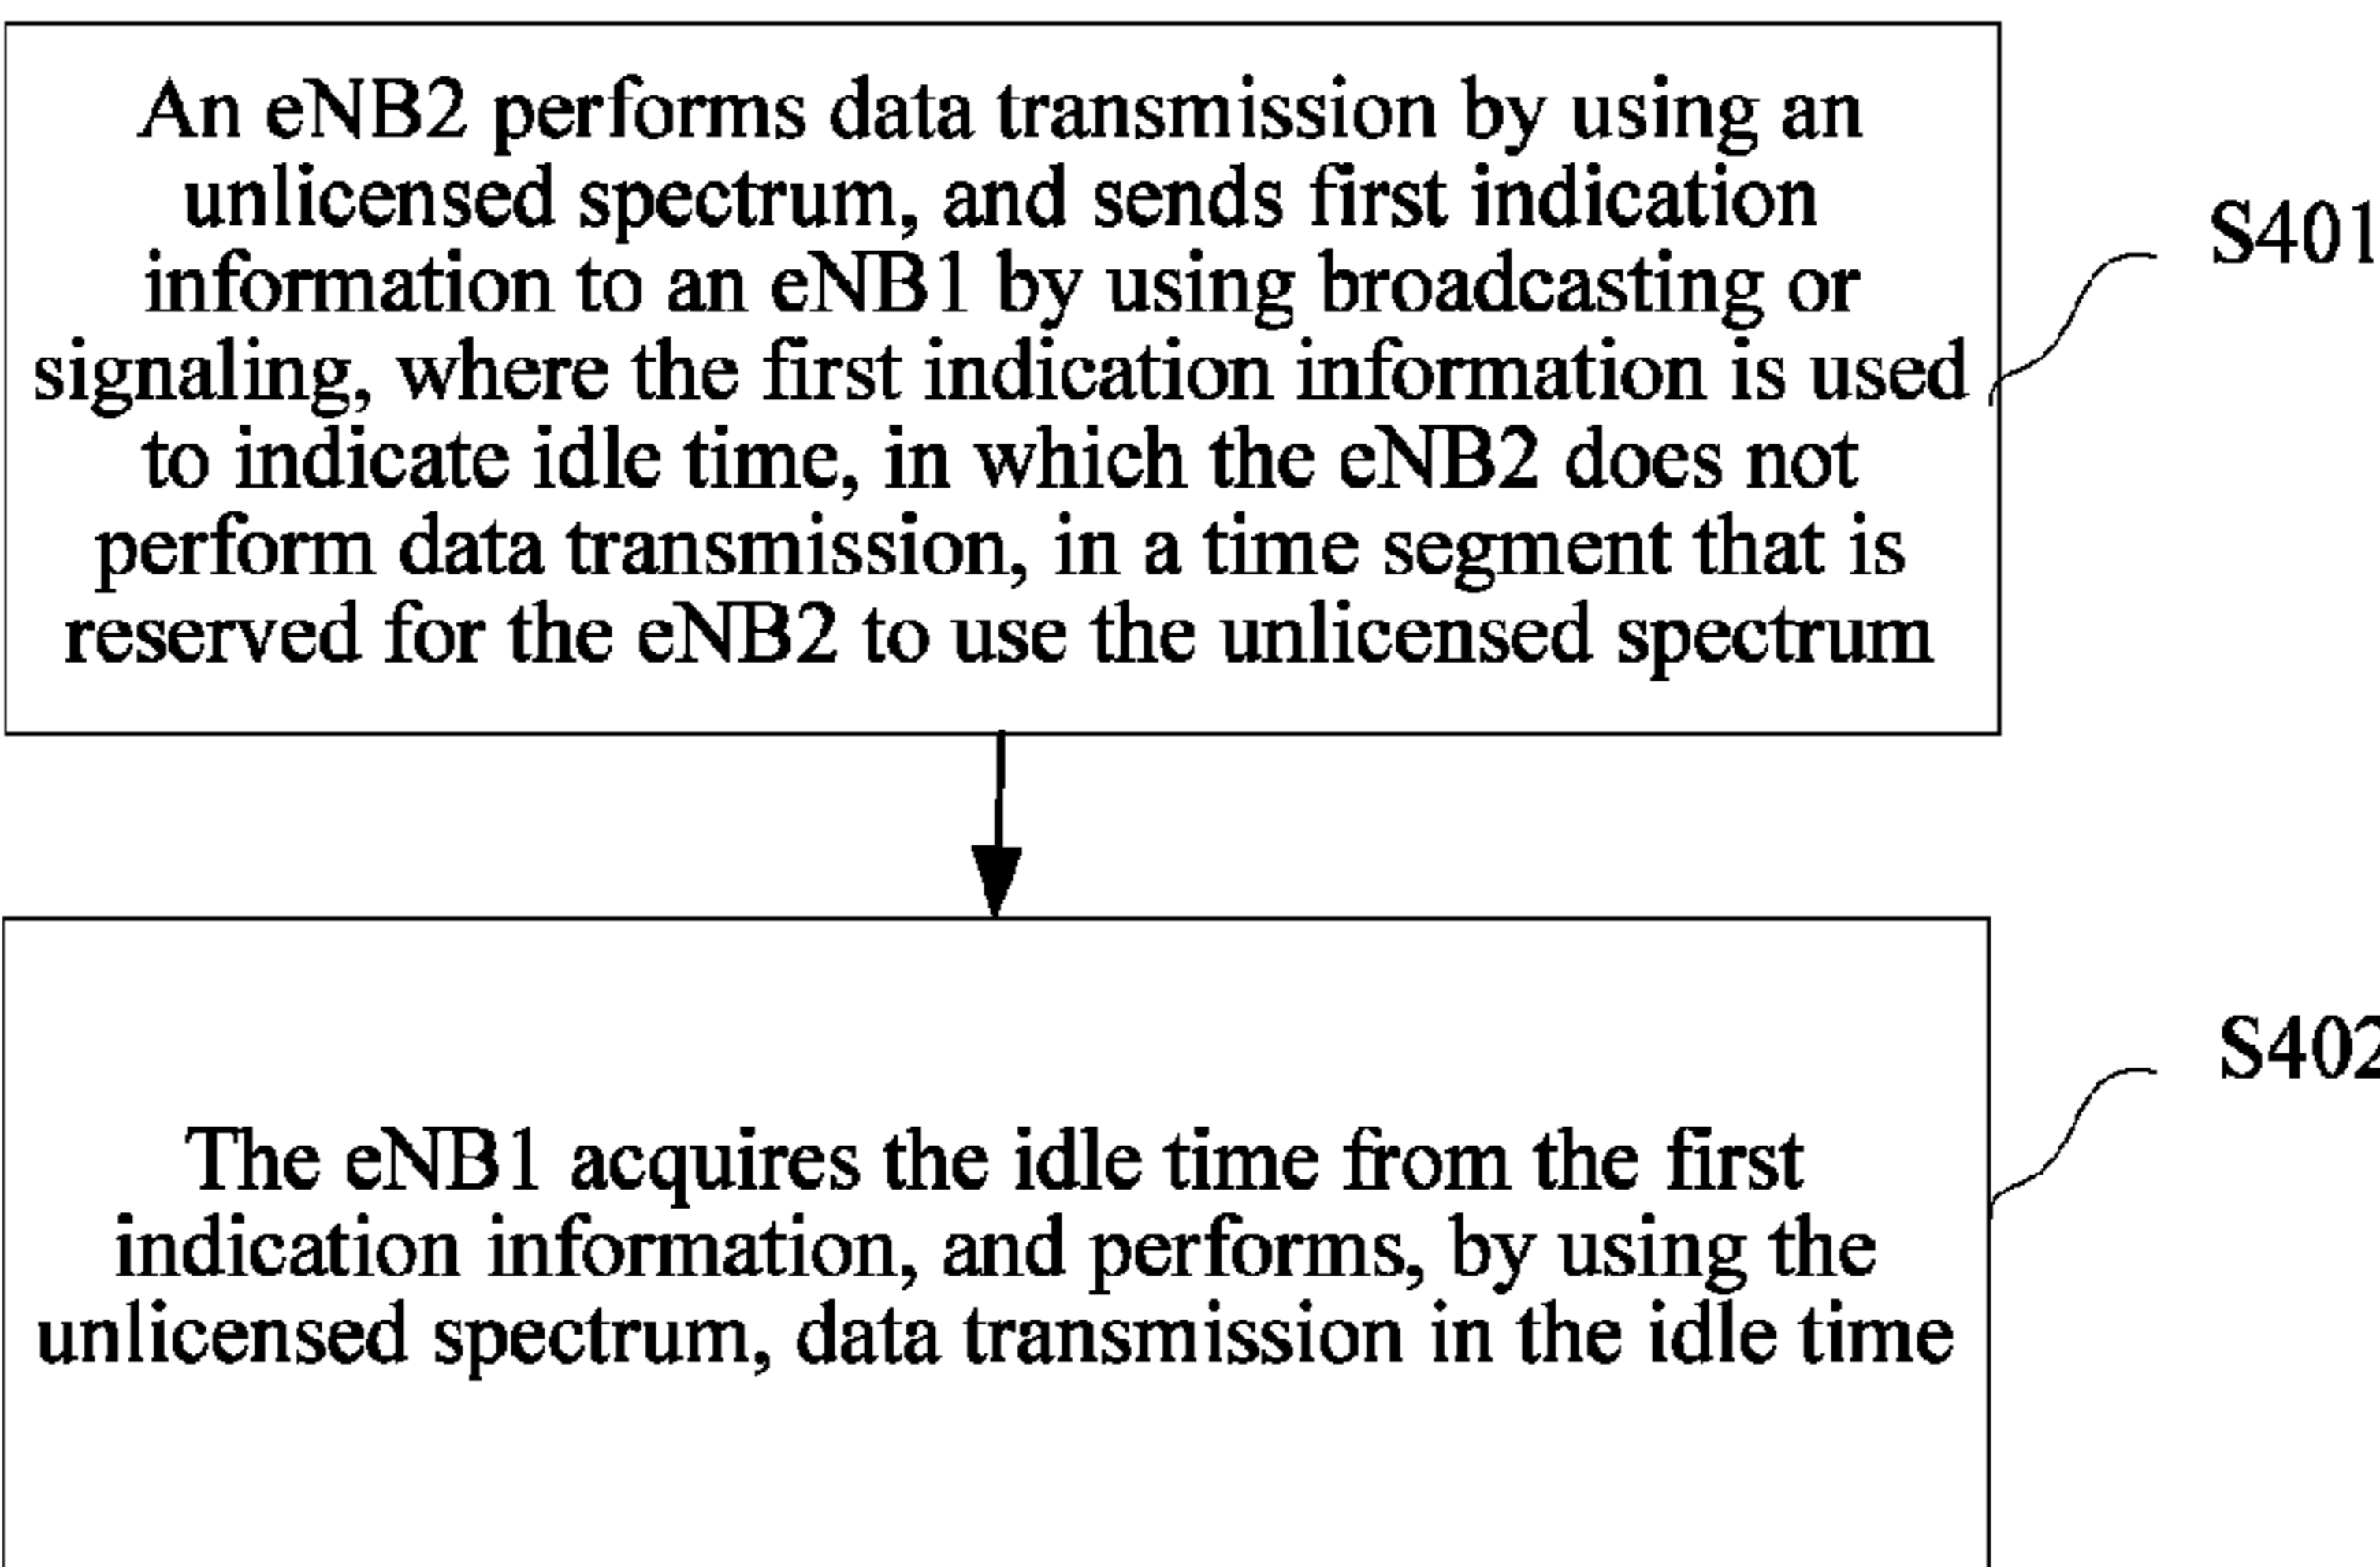 An eNB2 performs data transmission by using an
unlicensed spectrum, and sends first indication
information to an eNB1 by using broadcasting or
signaling, where the first indication information is used
to indicate idle time, in which the eNB2 does not
perform data transmission, in a time segment that is
reserved for the eNB2 to use the unlicensed spectrum
S401
The eNB1 acquires the idle time from the first
indication information, and performs, by using the
unlicensed spectrum, data transmission in the idle time
S402